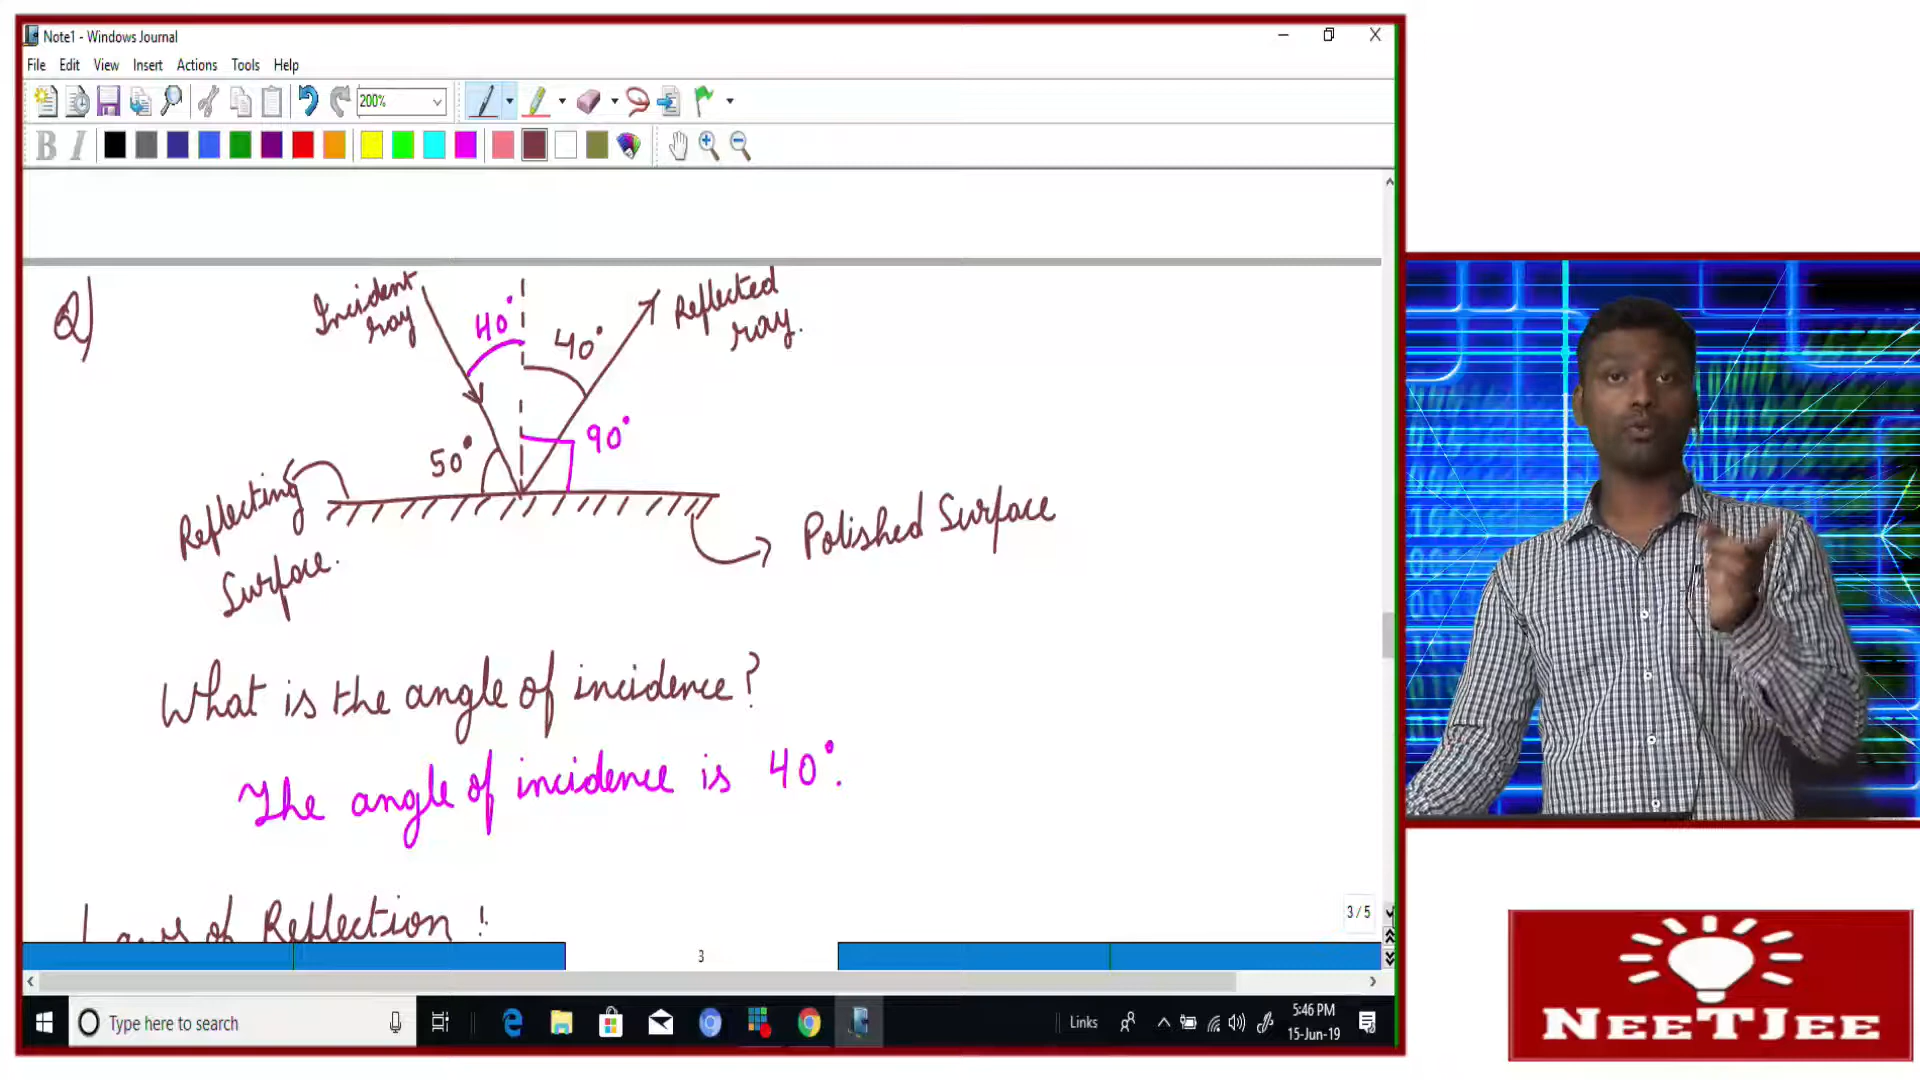 Note1 - Windows Journal
File Edit View Insert Actions Tools Help
200%
B I
Q)
Incident
ray
40°
40°
Reflected
ray.
50°
90°
Reflecting
Surface.
Polished Surface
What is the angle of incidence?
The angle of incidence is 40°.
Laws of Reflection :
3 / 5
3
Type here to search
Links
5:46 PM
15-Jun-19
NEETJEE